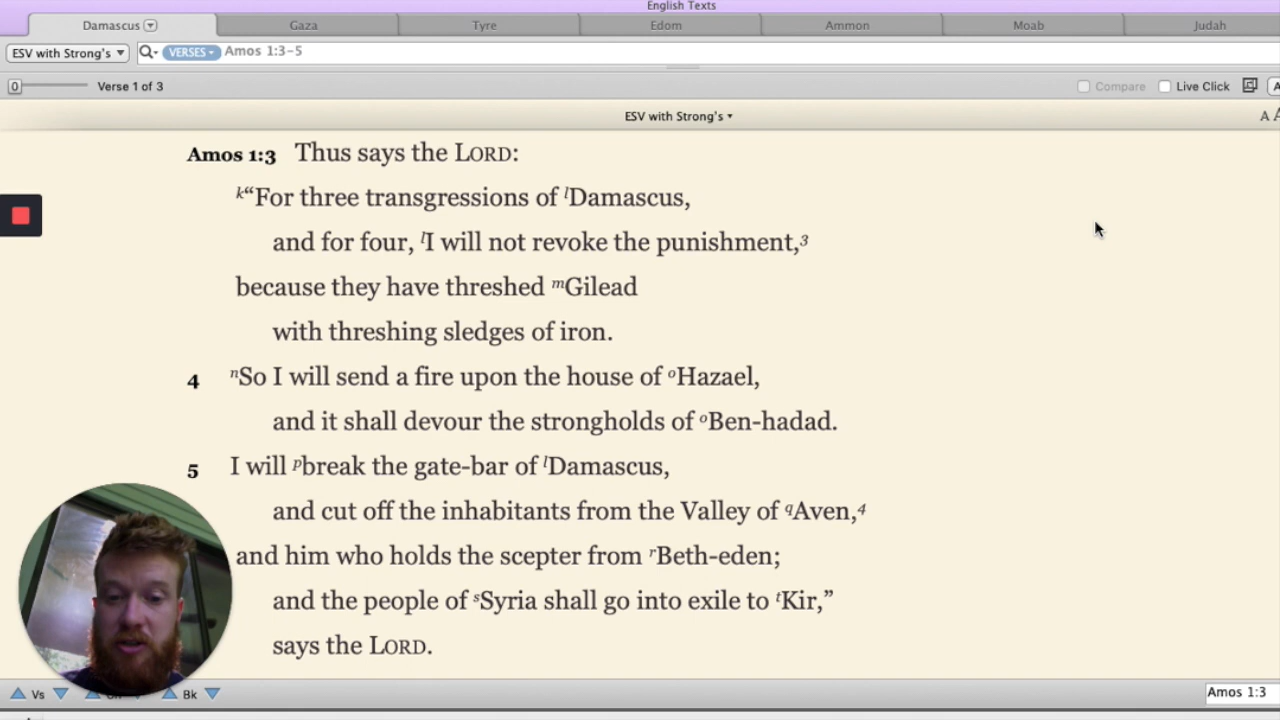 English Texts
Damascus Gaza Tyre Edom Ammon Moab Judah
ESV with Strong's VERSES Amos 1:3-5
0 Verse 1 of 3 Compare Live Click
ESV with Strong's A A
Amos 1:3 Thus says the LORD:
k“For three transgressions of lDamascus,
and for four, lI will not revoke the punishment,3
because they have threshed mGilead
with threshing sledges of iron.
4 nSo I will send a fire upon the house of oHazael,
and it shall devour the strongholds of oBen-hadad.
5 I will pbreak the gate-bar of lDamascus,
and cut off the inhabitants from the Valley of qAven,4
and him who holds the scepter from rBeth-eden;
and the people of sSyria shall go into exile to tKir,”
says the LORD.
Vs Bk Amos 1:3